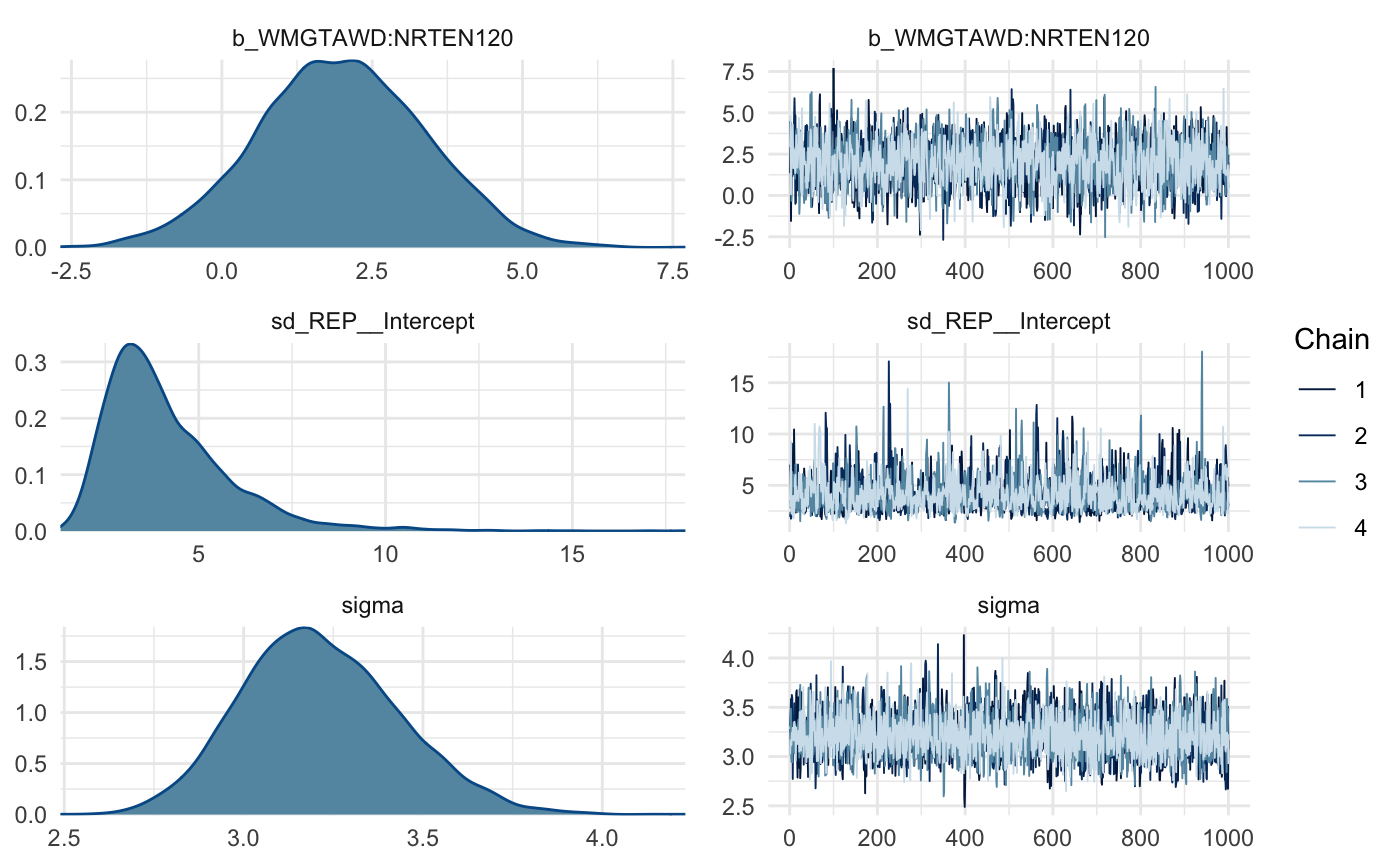 b_WMGTAWD:NRTEN120 b_WMGTAWD:NRTEN120
0.2
0.1
0.0
-2.5 0.0 2.5 5.0 7.5
7.5
5.0
2.5
0.0
-2.5
0 200 400 600 800 1000
sd_REP__Intercept sd_REP__Intercept
0.3
0.2
0.1
0.0
5 10 15
15
10
5
0 200 400 600 800 1000
sigma sigma
1.5
1.0
0.5
0.0
2.5 3.0 3.5 4.0
4.0
3.5
3.0
2.5
0 200 400 600 800 1000
Chain
1
2
3
4